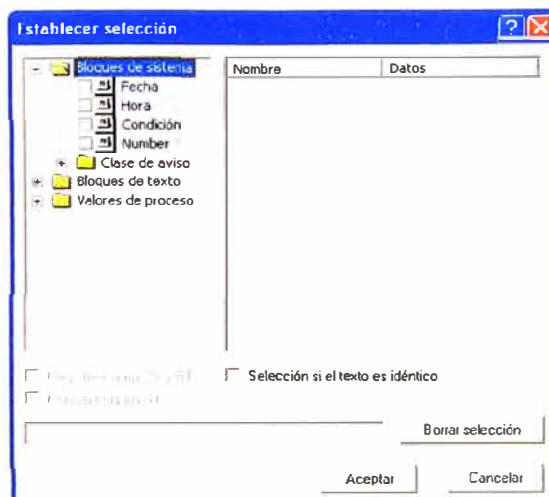 Establecer selección
Bloques de sistema
Fecha
Hora
Condición
Number
Clase de aviso
Bloques de texto
Valores de proceso
Nombre Datos
Selección si el texto es idéntico
Borrar selección
Aceptar Cancelar